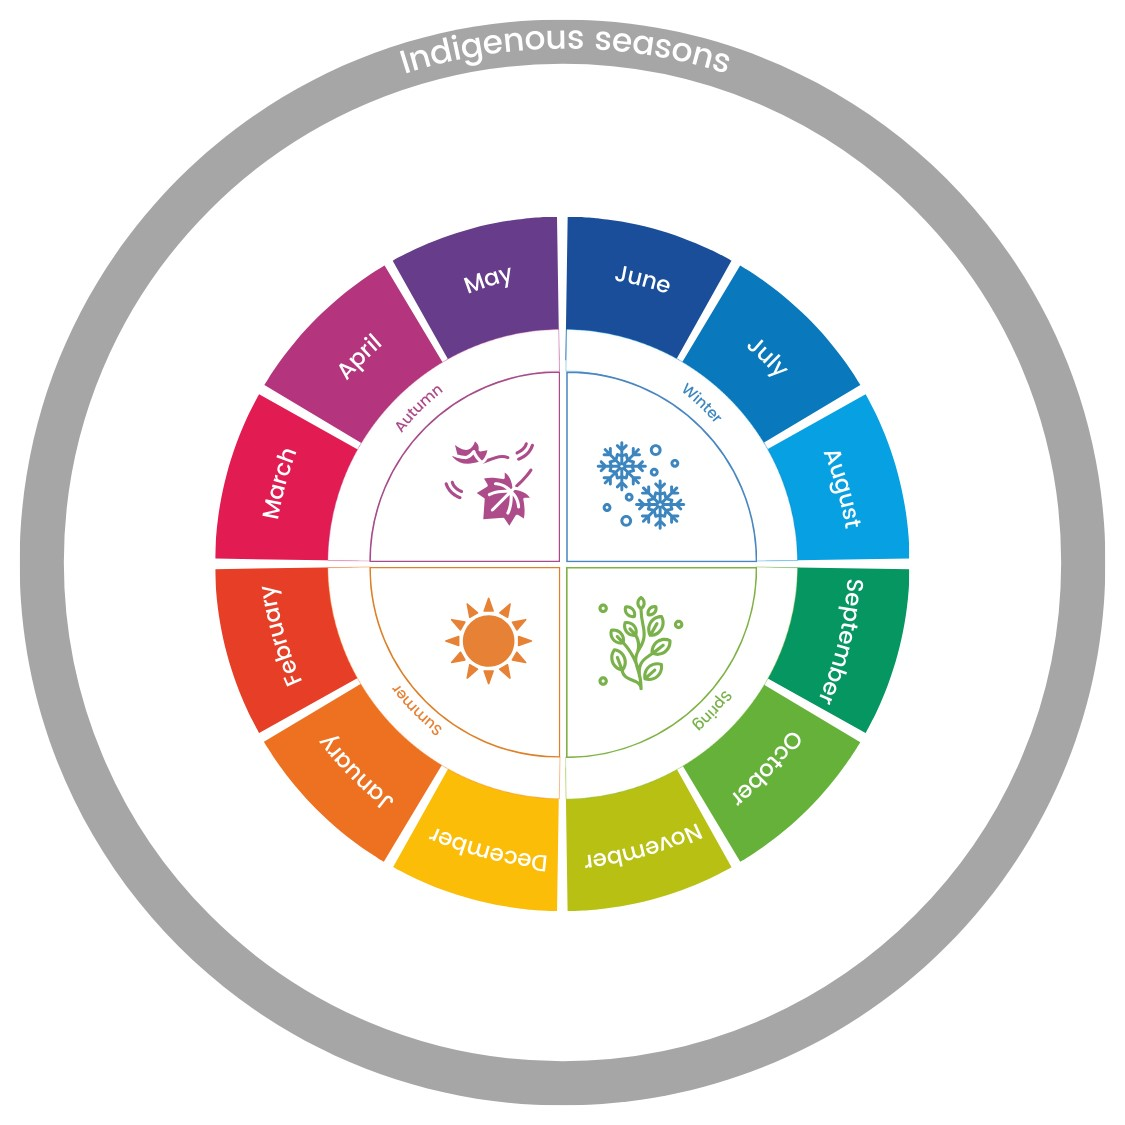 Indigenous seasons
May
June
April
July
March
August
February
September
January
October
December
November
Autumn
Winter
Summer
Spring